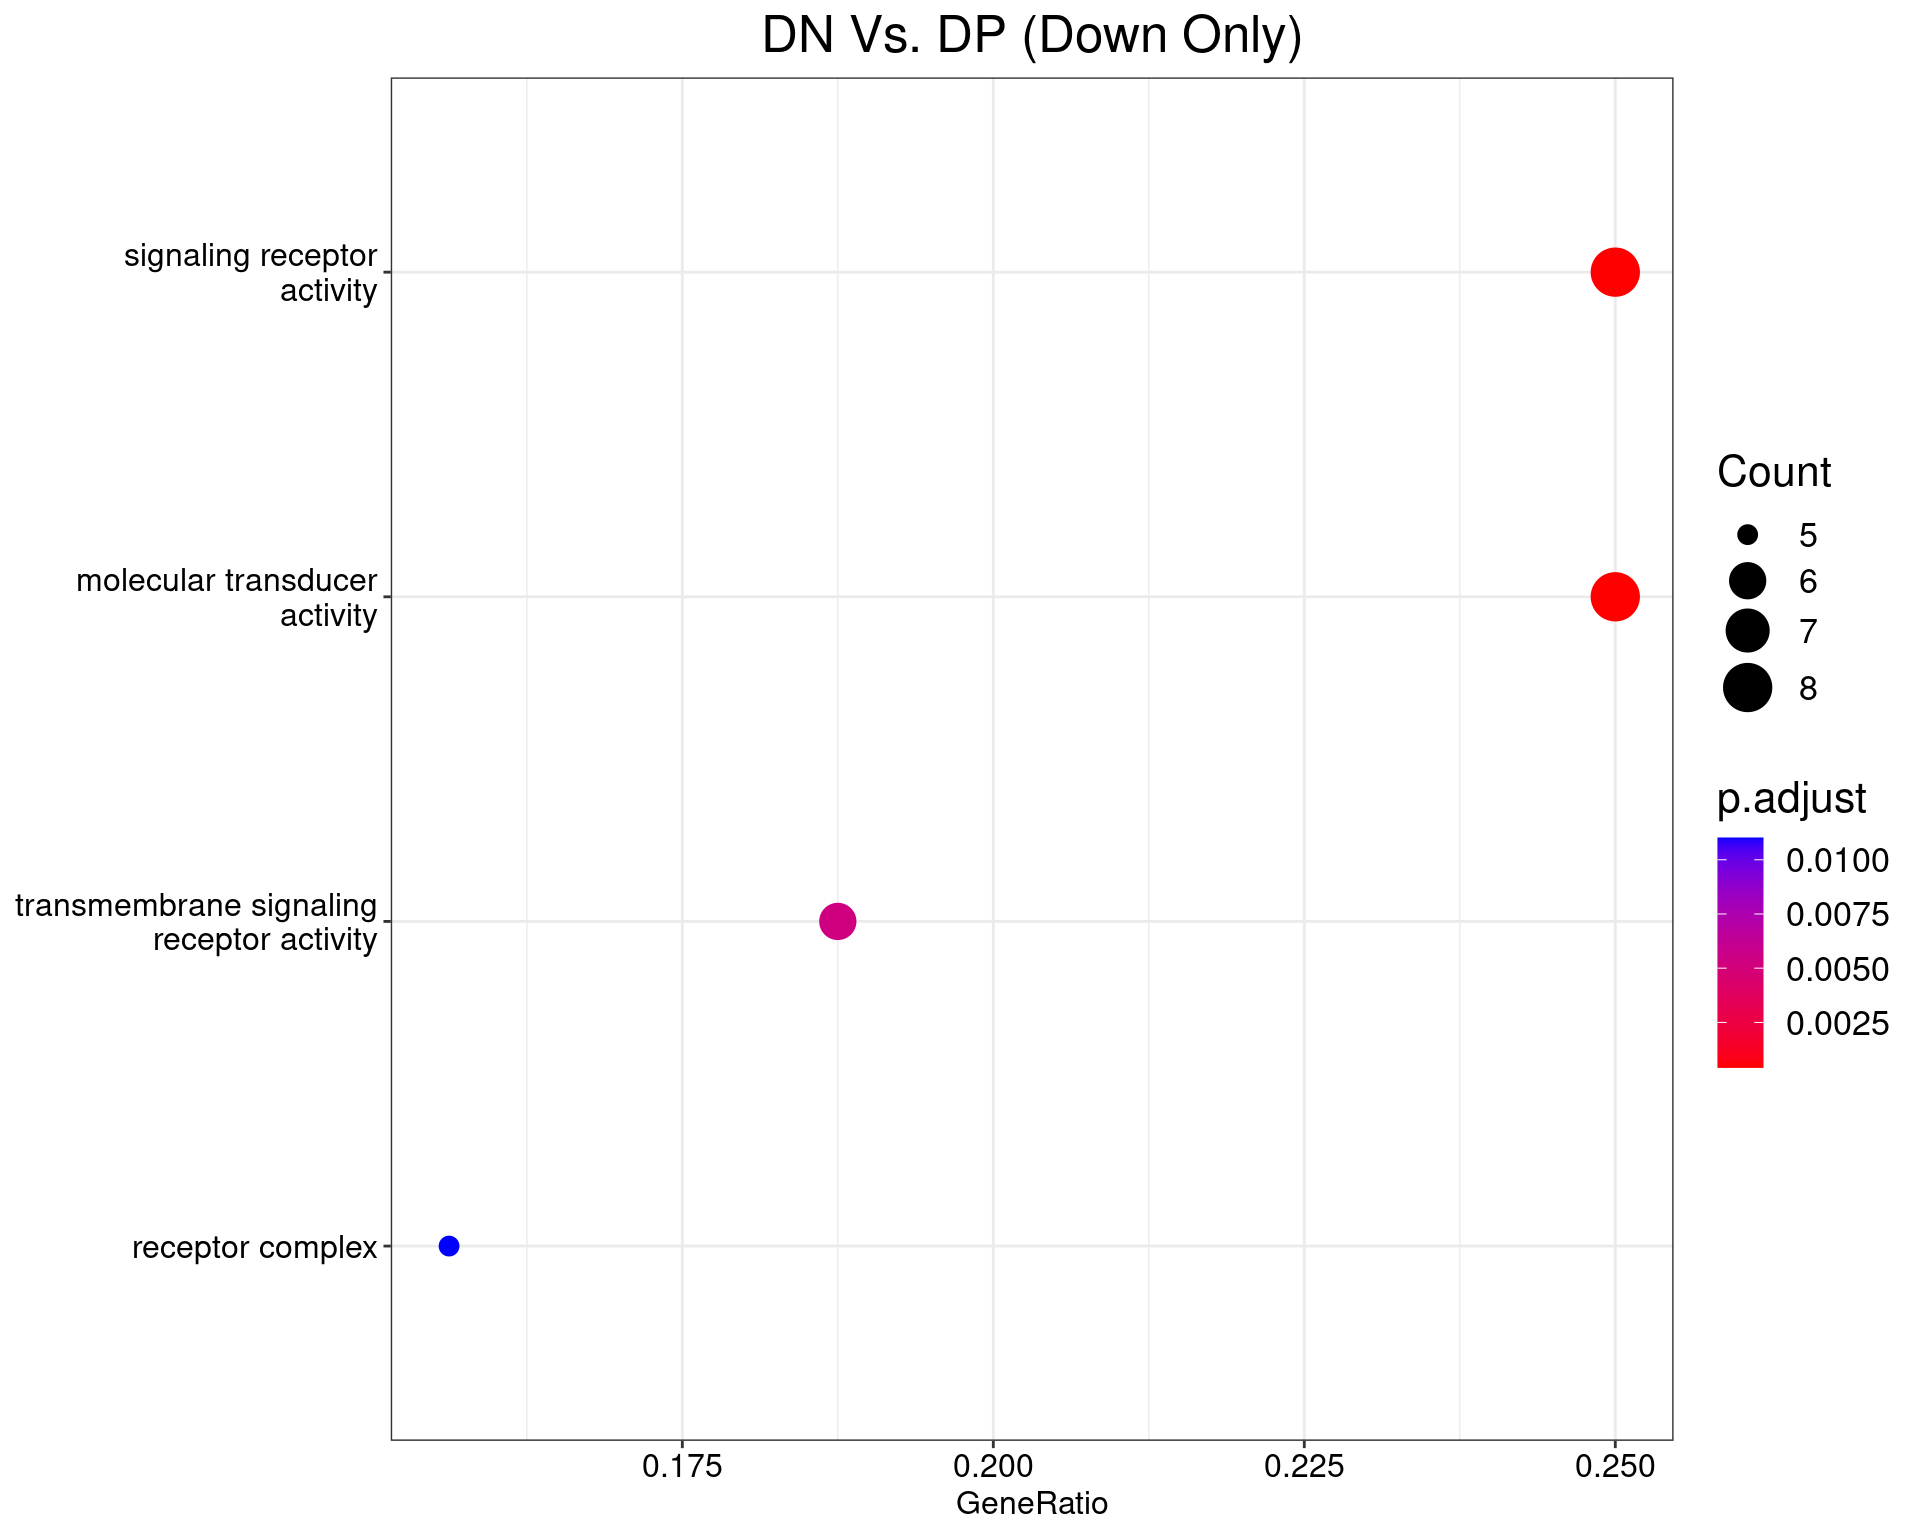 DN Vs. DP (Down Only)
signaling receptor
activity
molecular transducer
activity
transmembrane signaling
receptor activity
receptor complex
0.175
0.200
0.225
0.250
GeneRatio
Count
5
6
7
8
p.adjust
0.0100
0.0075
0.0050
0.0025